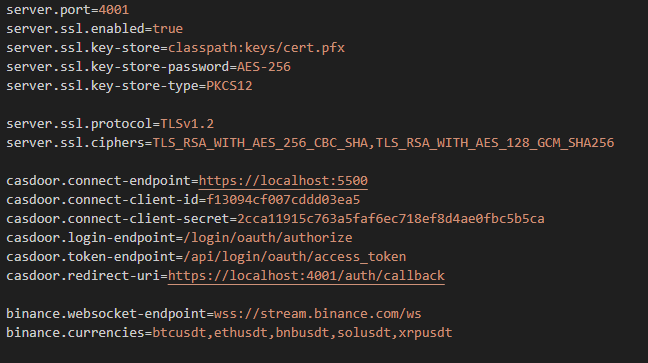 server.port=4001
server.ssl.enabled=true
server.ssl.key-store=classpath:keys/cert.pfx
server.ssl.key-store-password=AES-256
server.ssl.key-store-type=PKCS12
server.ssl.protocol=TLSv1.2
server.ssl.ciphers=TLS_RSA_WITH_AES_256_CBC_SHA,TLS_RSA_WITH_AES_128_GCM_SHA256
casdoor.connect-endpoint=https://localhost:5500
casdoor.connect-client-id=f13094cf007cddd03ea5
casdoor.connect-client-secret=2cca11915c763a5faf6ec718ef8d4ae0fbc5b5ca
casdoor.login-endpoint=/login/oauth/authorize
casdoor.token-endpoint=/api/login/oauth/access_token
casdoor.redirect-uri=https://localhost:4001/auth/callback
binance.websocket-endpoint=wss://stream.binance.com/ws
binance.currencies=btcusdt,ethusdt,bnbusdt,solusdt,xrpusdt